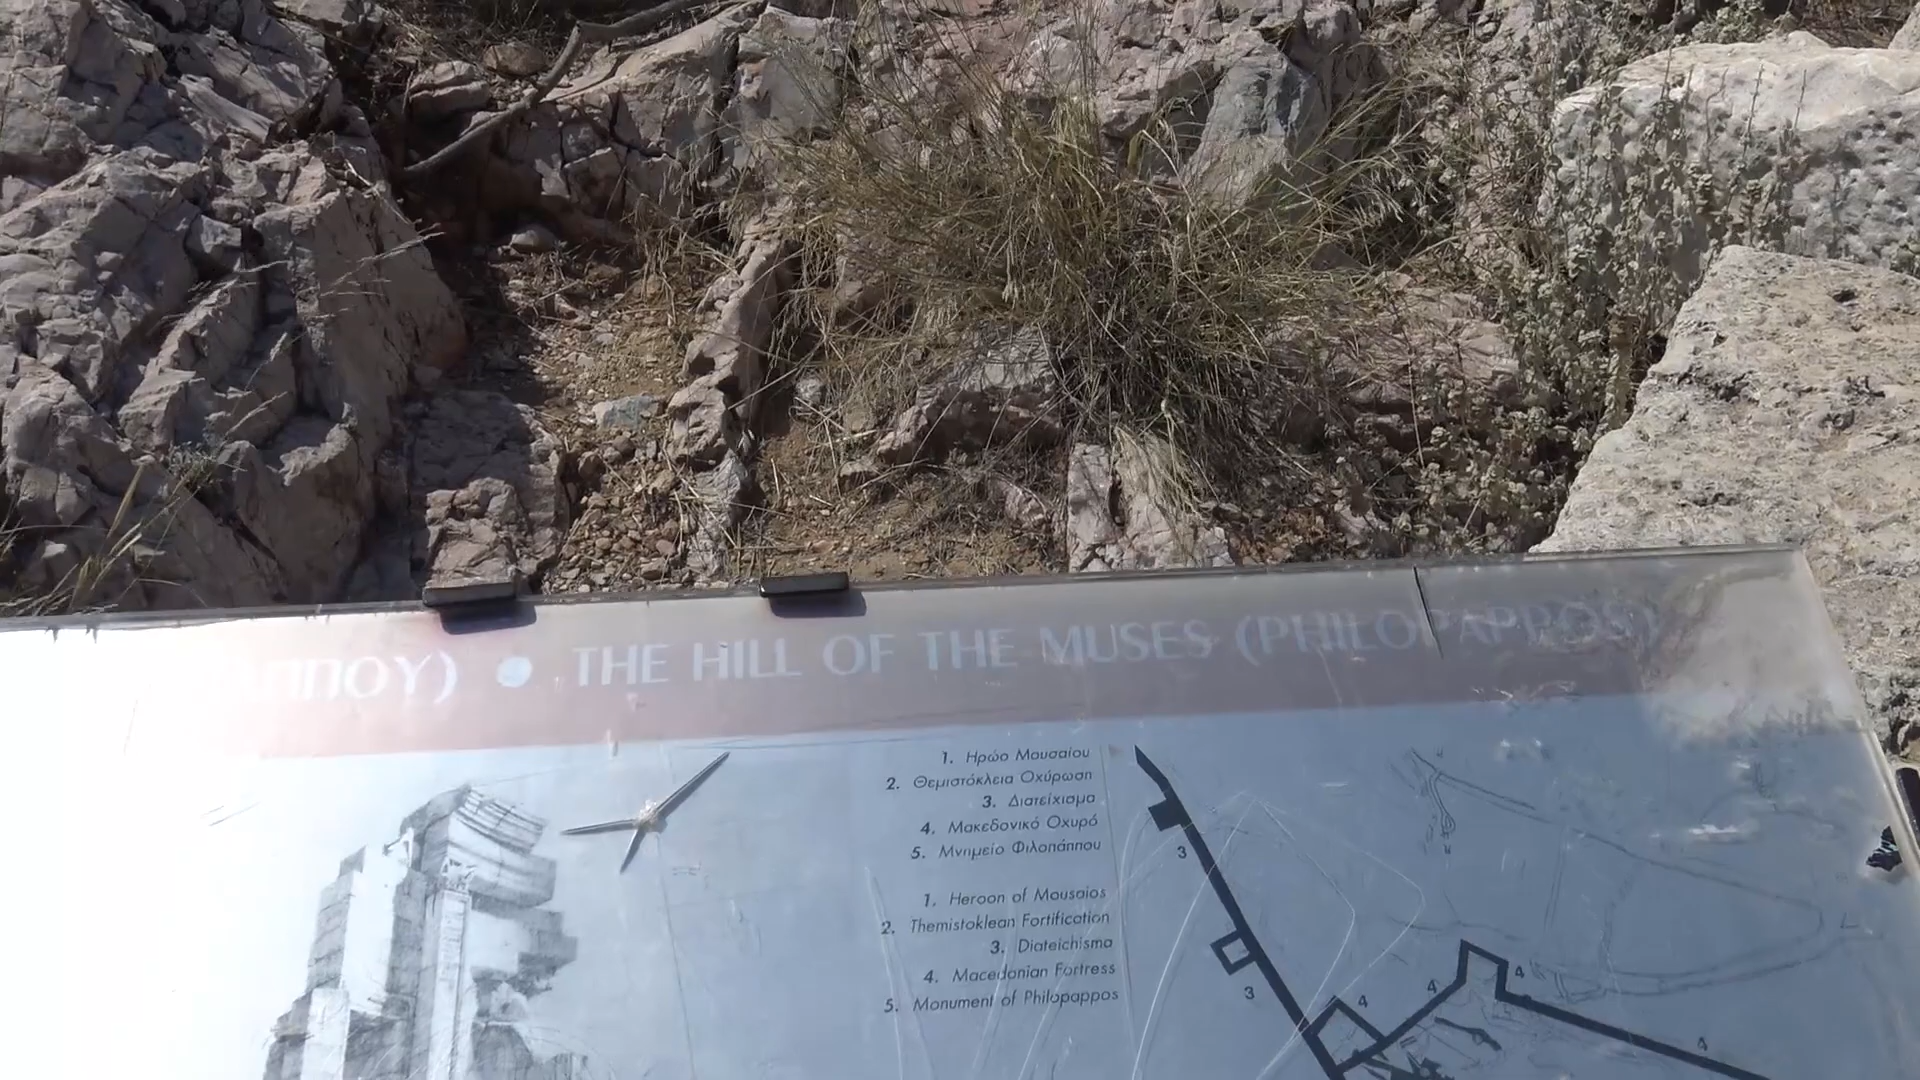 ΠΠΟΥ) • THE HILL OF THE MUSES (PHILOPAPPOS)
1. Ηρώο Μουσαίου
2. Θεμιστόκλεια Οχύρωση
3. Διατείχισμα
4. Μακεδονικό Οχυρό
5. Μνημείο Φιλοπάππου
1. Heroon of Mousaios
2. Themistoklean Fortification
3. Diateichisma
4. Macedonian Fortress
5. Monument of Philopappos
3
3
4
4
4
4